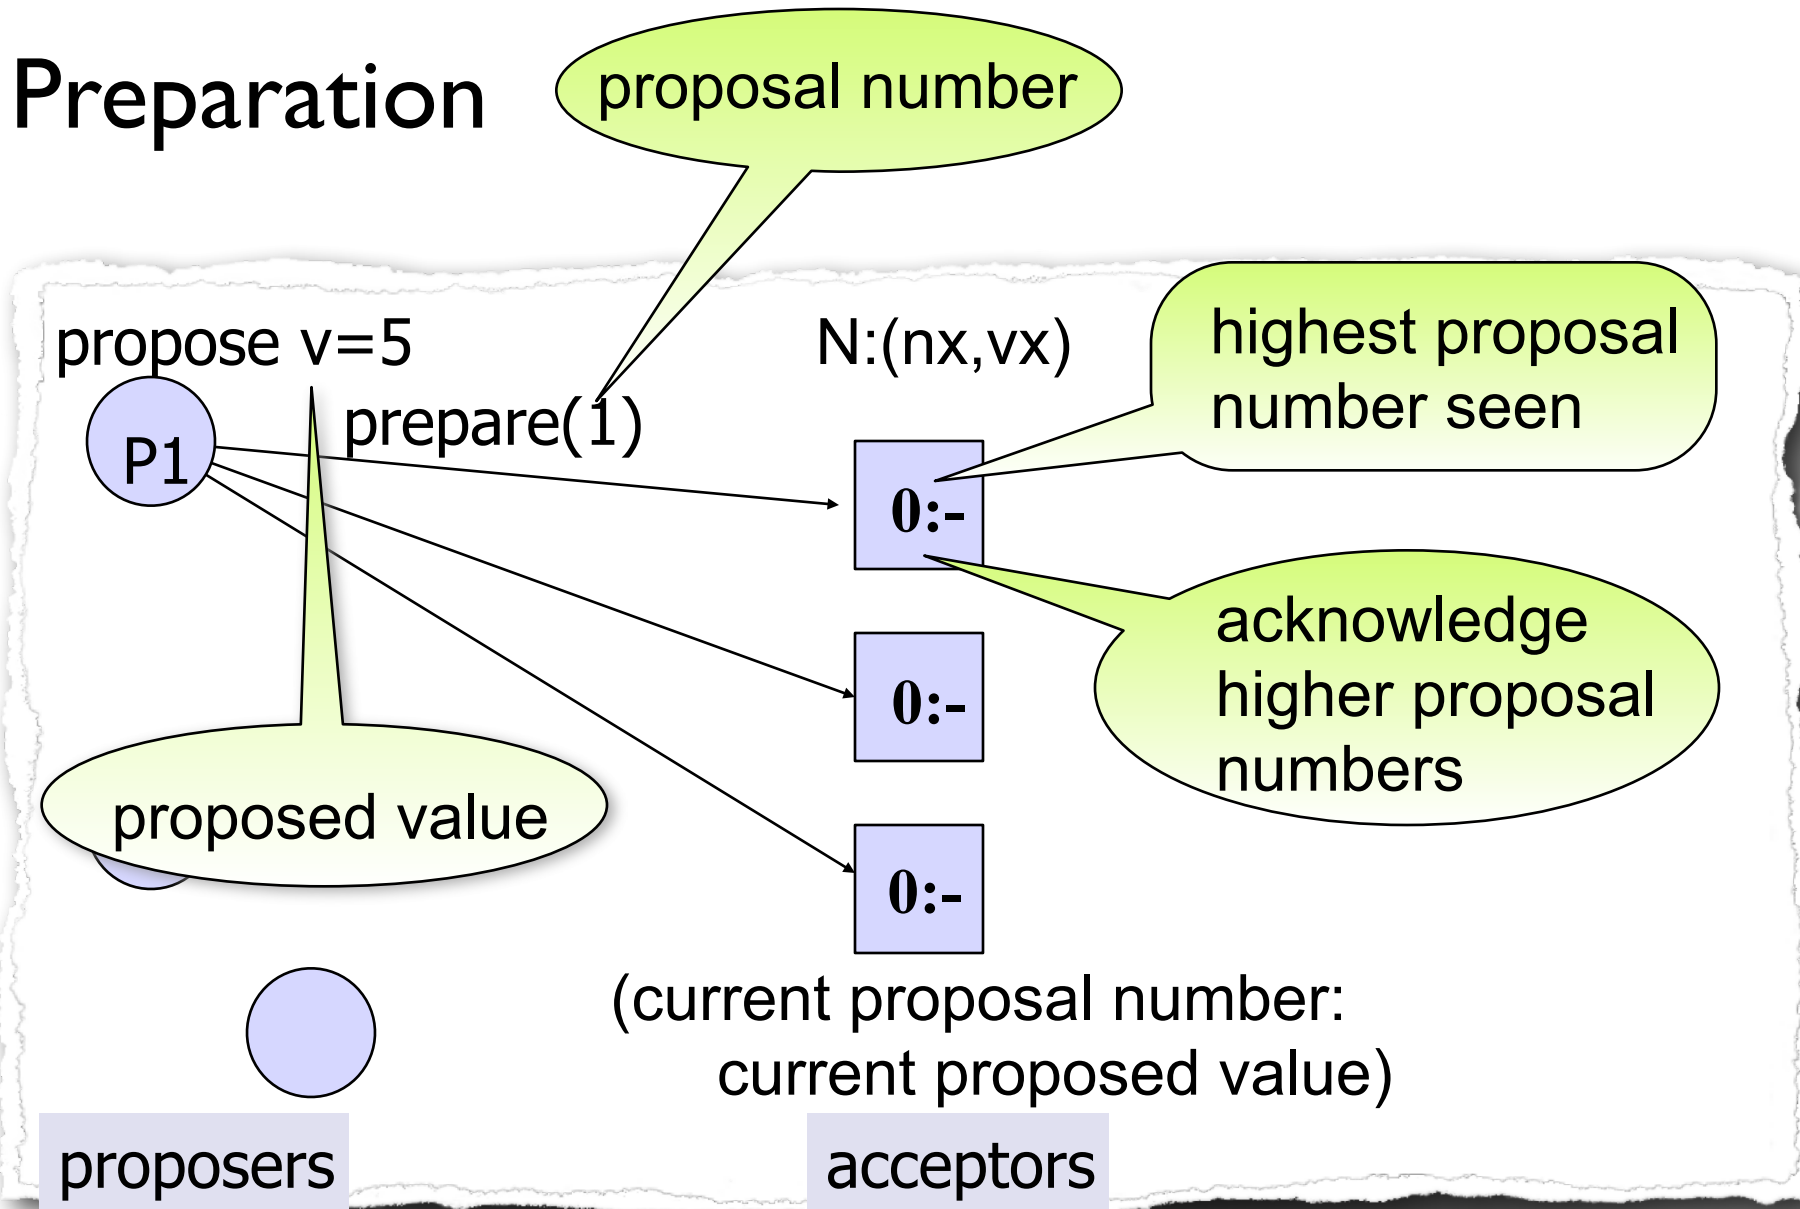 Preparation
proposal number
propose v=5
N:(nx,vx)
highest proposal
number seen
prepare(1)
P1
0:-
acknowledge
higher proposal
numbers
0:-
proposed value
0:-
(current proposal number:
current proposed value)
proposers
acceptors